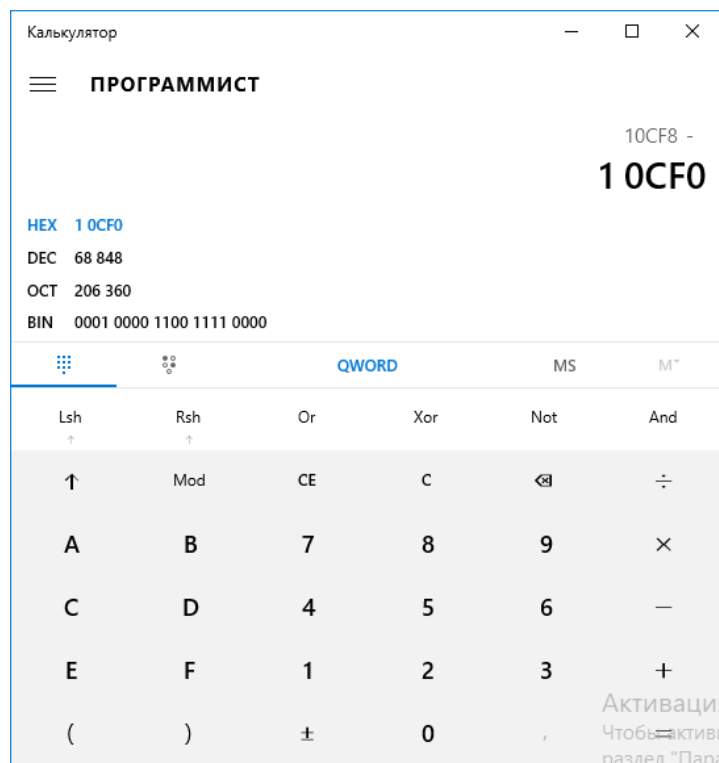 Калькулятор
ПРОГРАММИСТ
10CF8 -
1 0CF0
HEX 1 0CF0
DEC 68 848
OCT 206 360
BIN 0001 0000 1100 1111 0000
QWORD MS M
Lsh Rsh Or Xor Not And
↑ ↑
↑ Mod CE C ⌫ ÷
A B 7 8 9 ×
C D 4 5 6 −
E F 1 2 3 +
Активация
( ) ± 0 , =
Чтобы актив
раздел "Пара